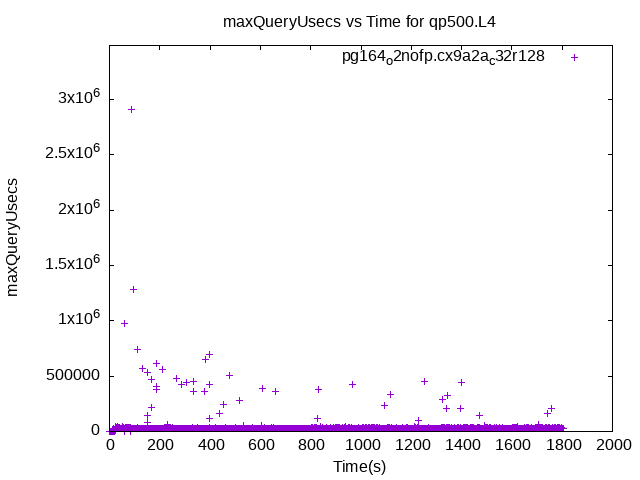 maxQueryUsecs vs Time for qp500.L4
pg164o2nofp.cx9a2ac32r128
3x10^6
2.5x10^6
2x10^6
1.5x10^6
1x10^6
500000
0
maxQueryUsecs
0 200 400 600 800 1000 1200 1400 1600 1800 2000
Time(s)